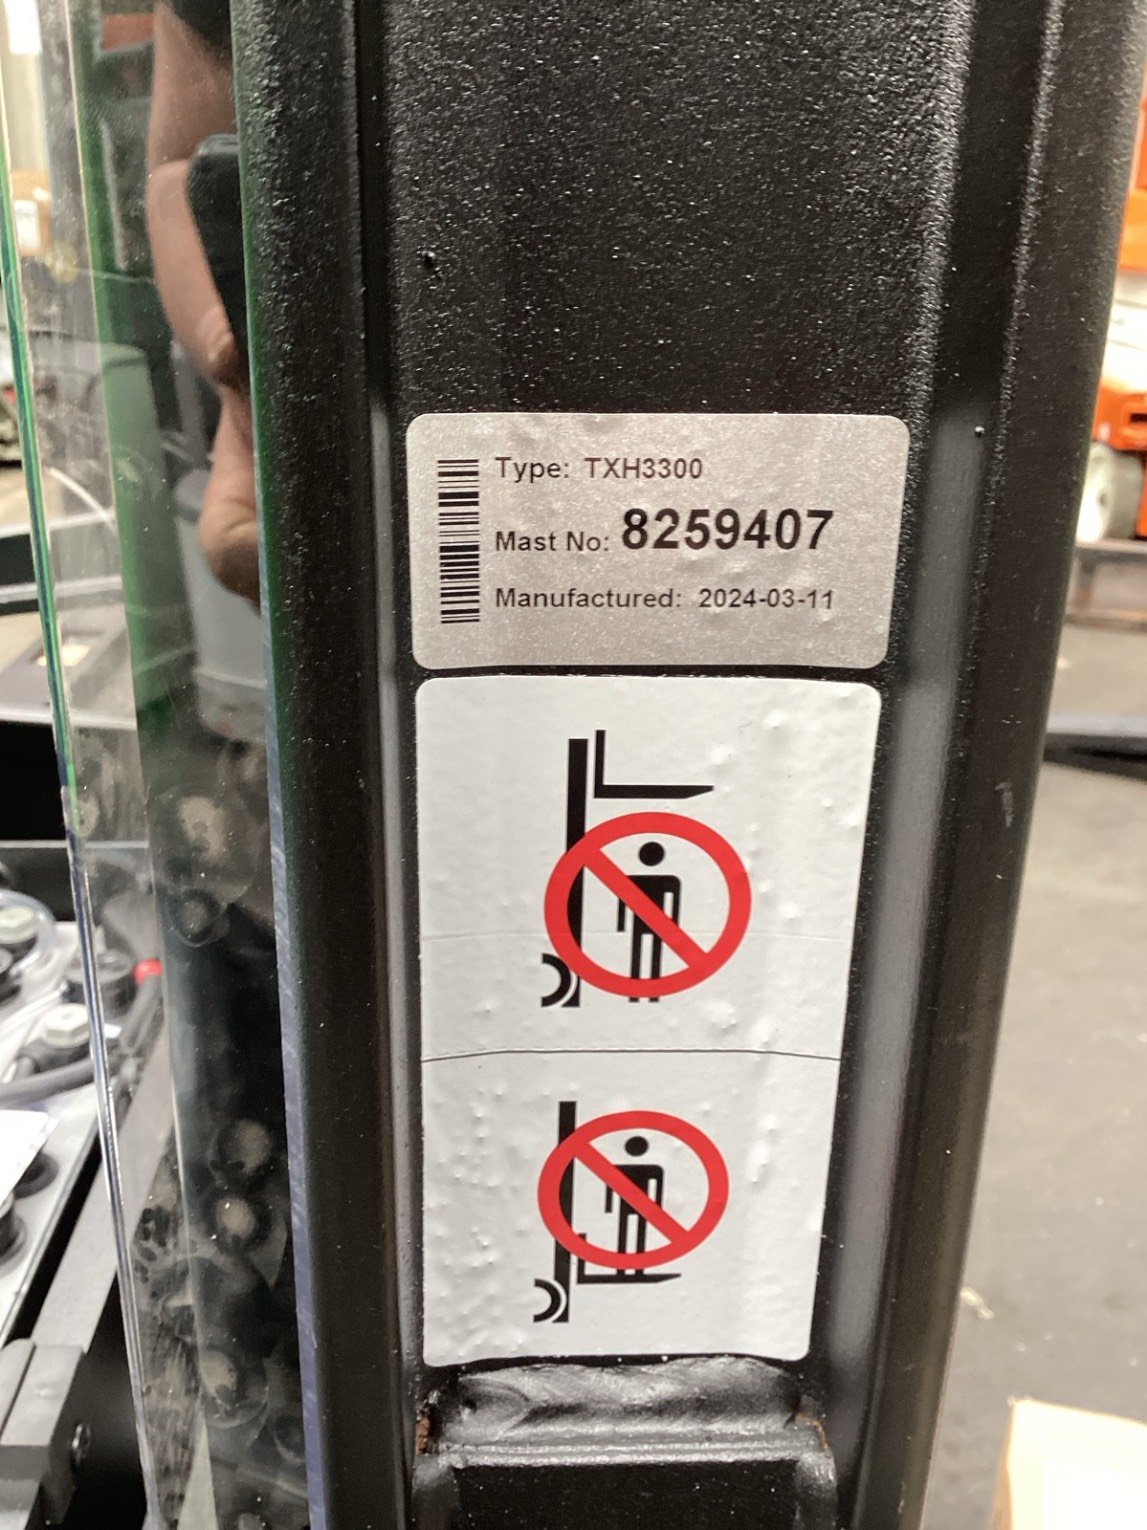 Type: TXH3300
Mast No: 8259407
Manufactured: 2024-03-11